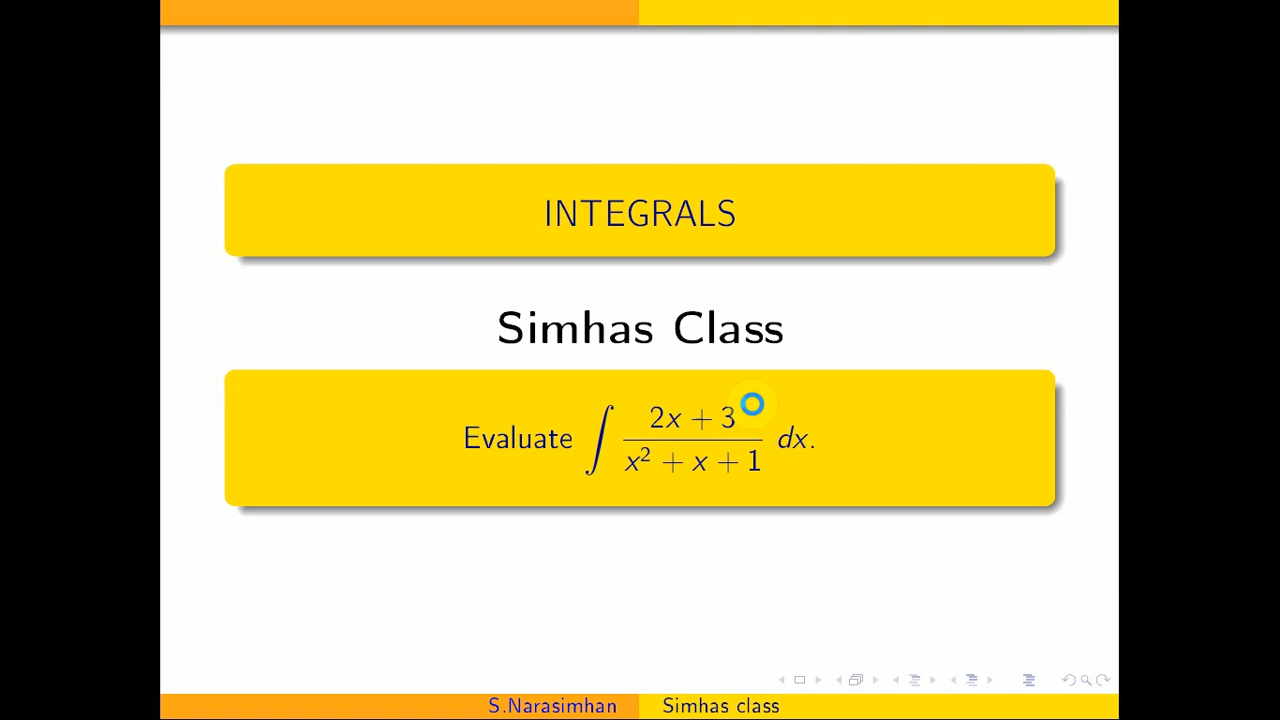 INTEGRALS
Simhas Class
Evaluate ∫ (2x + 3)/(x² + x + 1) dx.
S.Narasimhan
Simhas class